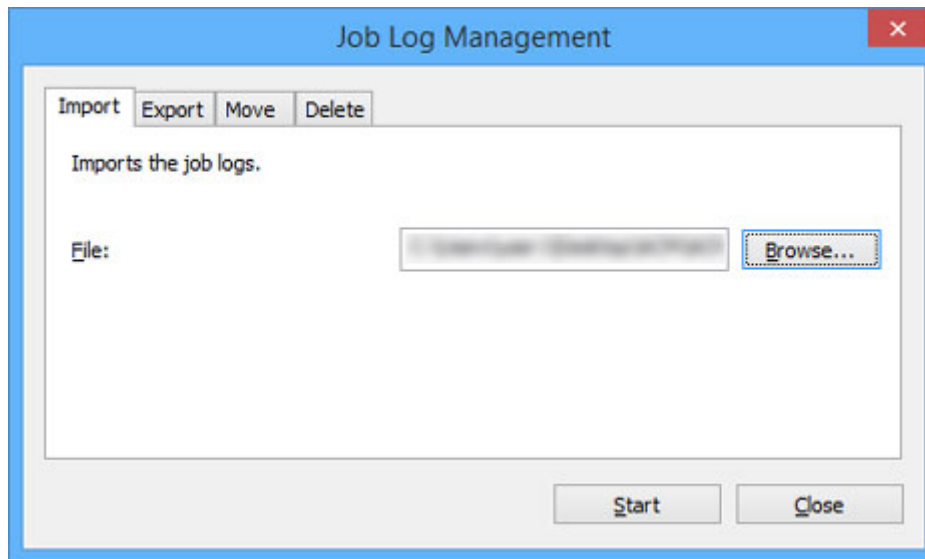 Job Log Management
Import Export Move Delete
Imports the job logs.
File: Browse...
Start Close